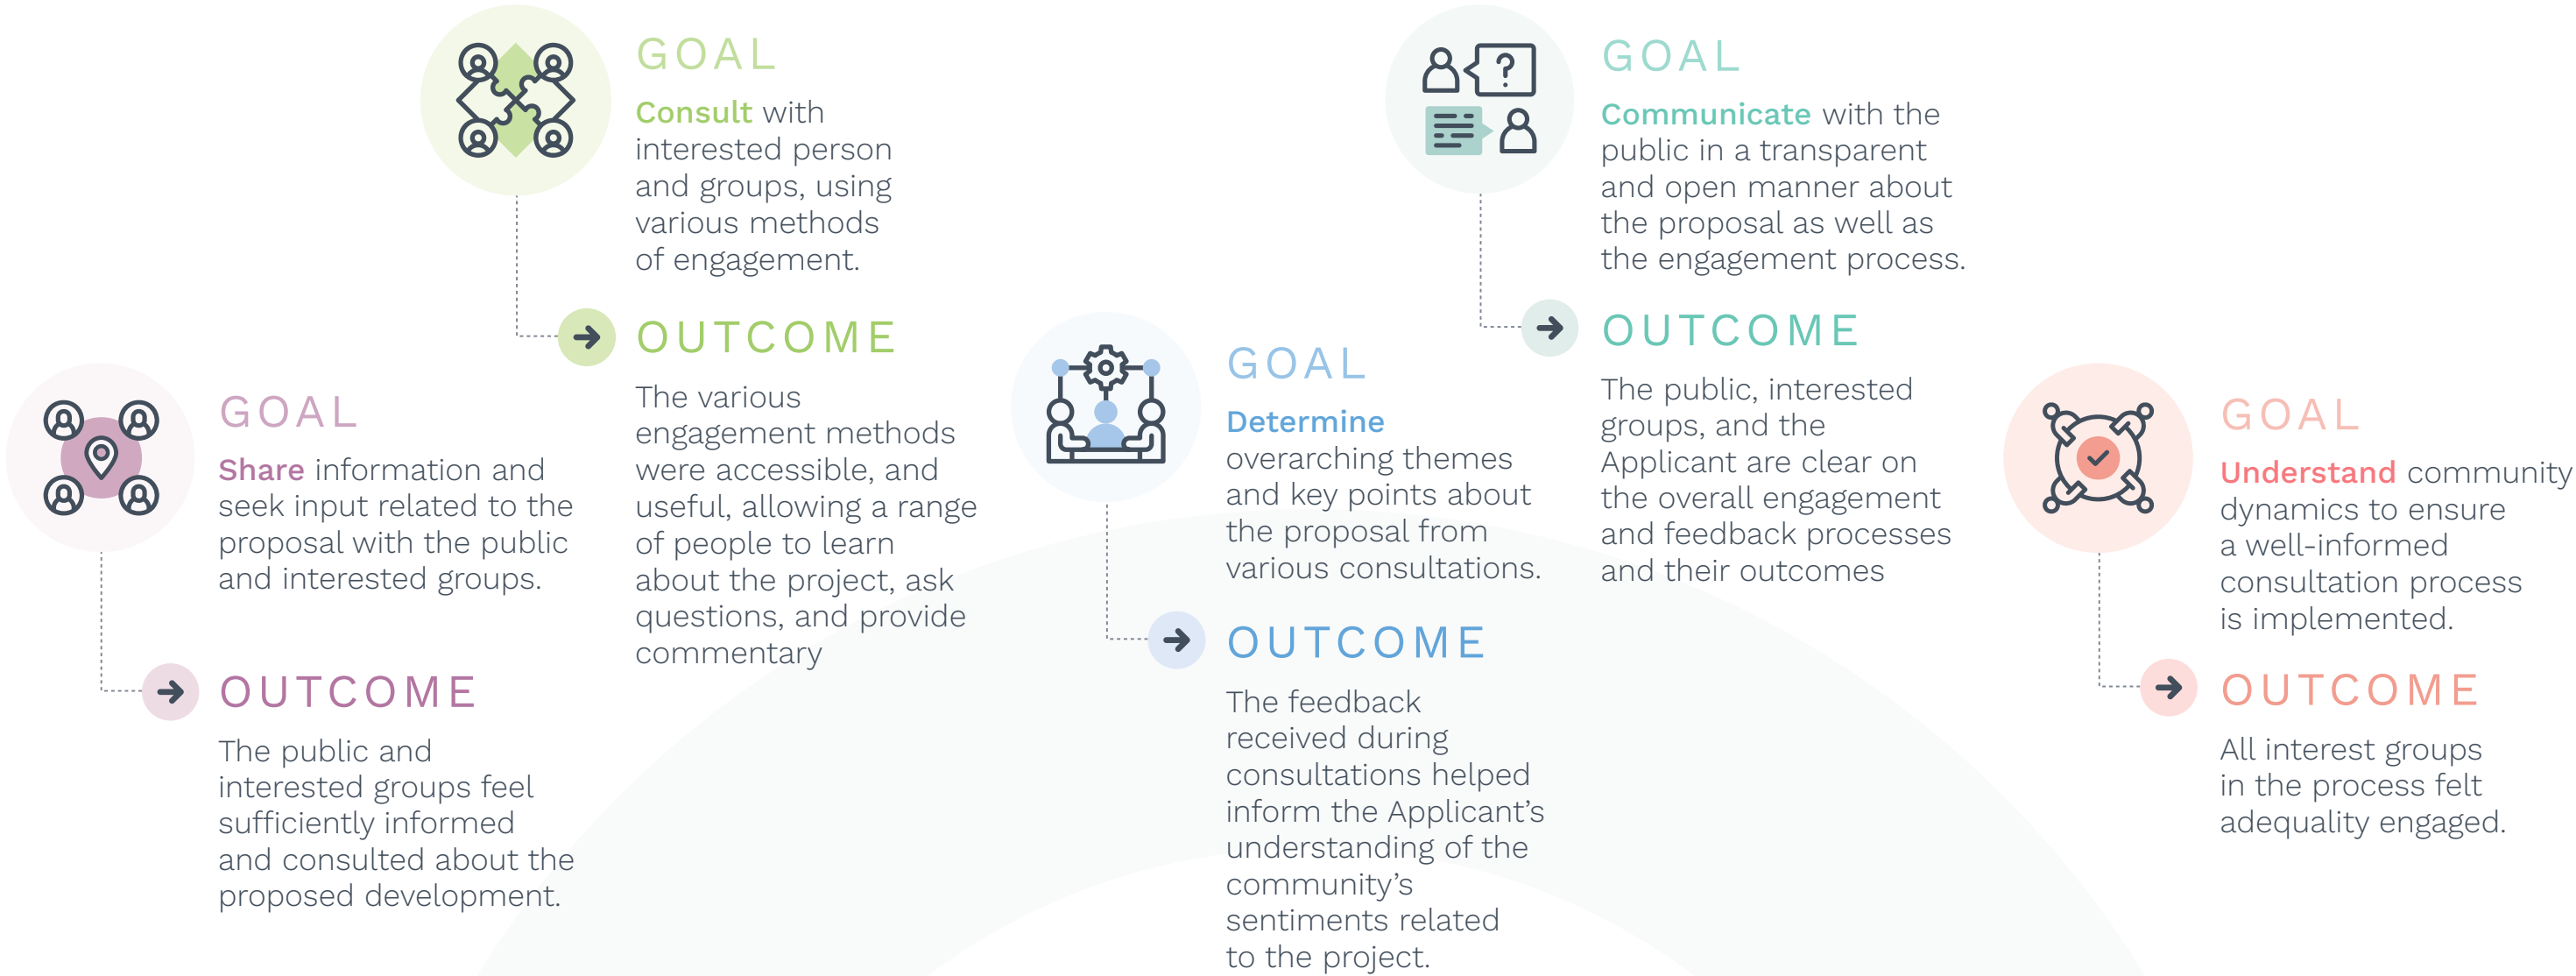 GOAL
Share information and
seek input related to the
proposal with the public
and interested groups.
OUTCOME
The public and
interested groups feel
sufficiently informed
and consulted about the
proposed development.
GOAL
Consult with
interested person
and groups, using
various methods
of engagement.
OUTCOME
The various
engagement methods
were accessible, and
useful, allowing a range
of people to learn
about the project, ask
questions, and provide
commentary
GOAL
Determine
overarching themes
and key points about
the proposal from
various consultations.
OUTCOME
The feedback
received during
consultations helped
inform the Applicant’s
understanding of the
community’s
sentiments related
to the project.
?
GOAL
Communicate with the
public in a transparent
and open manner about
the proposal as well as
the engagement process.
OUTCOME
The public, interested
groups, and the
Applicant are clear on
the overall engagement
and feedback processes
and their outcomes
GOAL
Understand community
dynamics to ensure
a well-informed
consultation process
is implemented.
OUTCOME
All interest groups
in the process felt
adequality engaged.